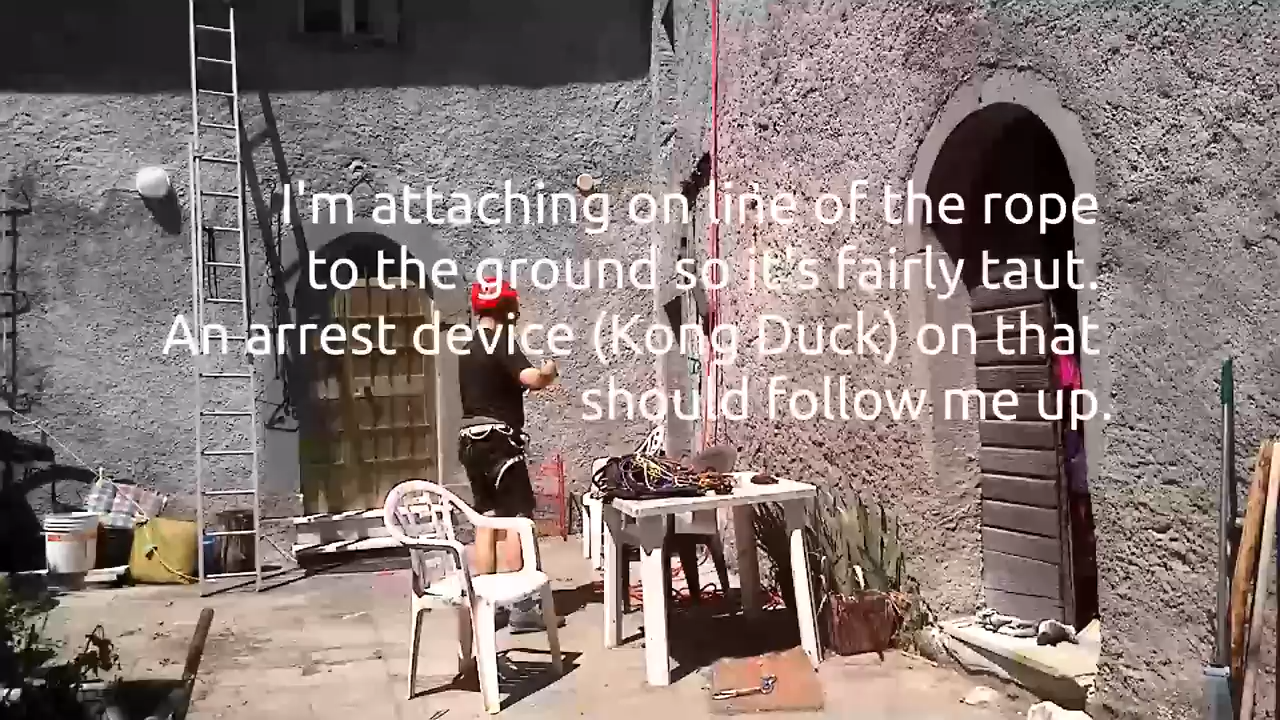 I'm attaching on line of the rope
to the ground so it's fairly taut.
An arrest device (Kong Duck) on that
should follow me up.